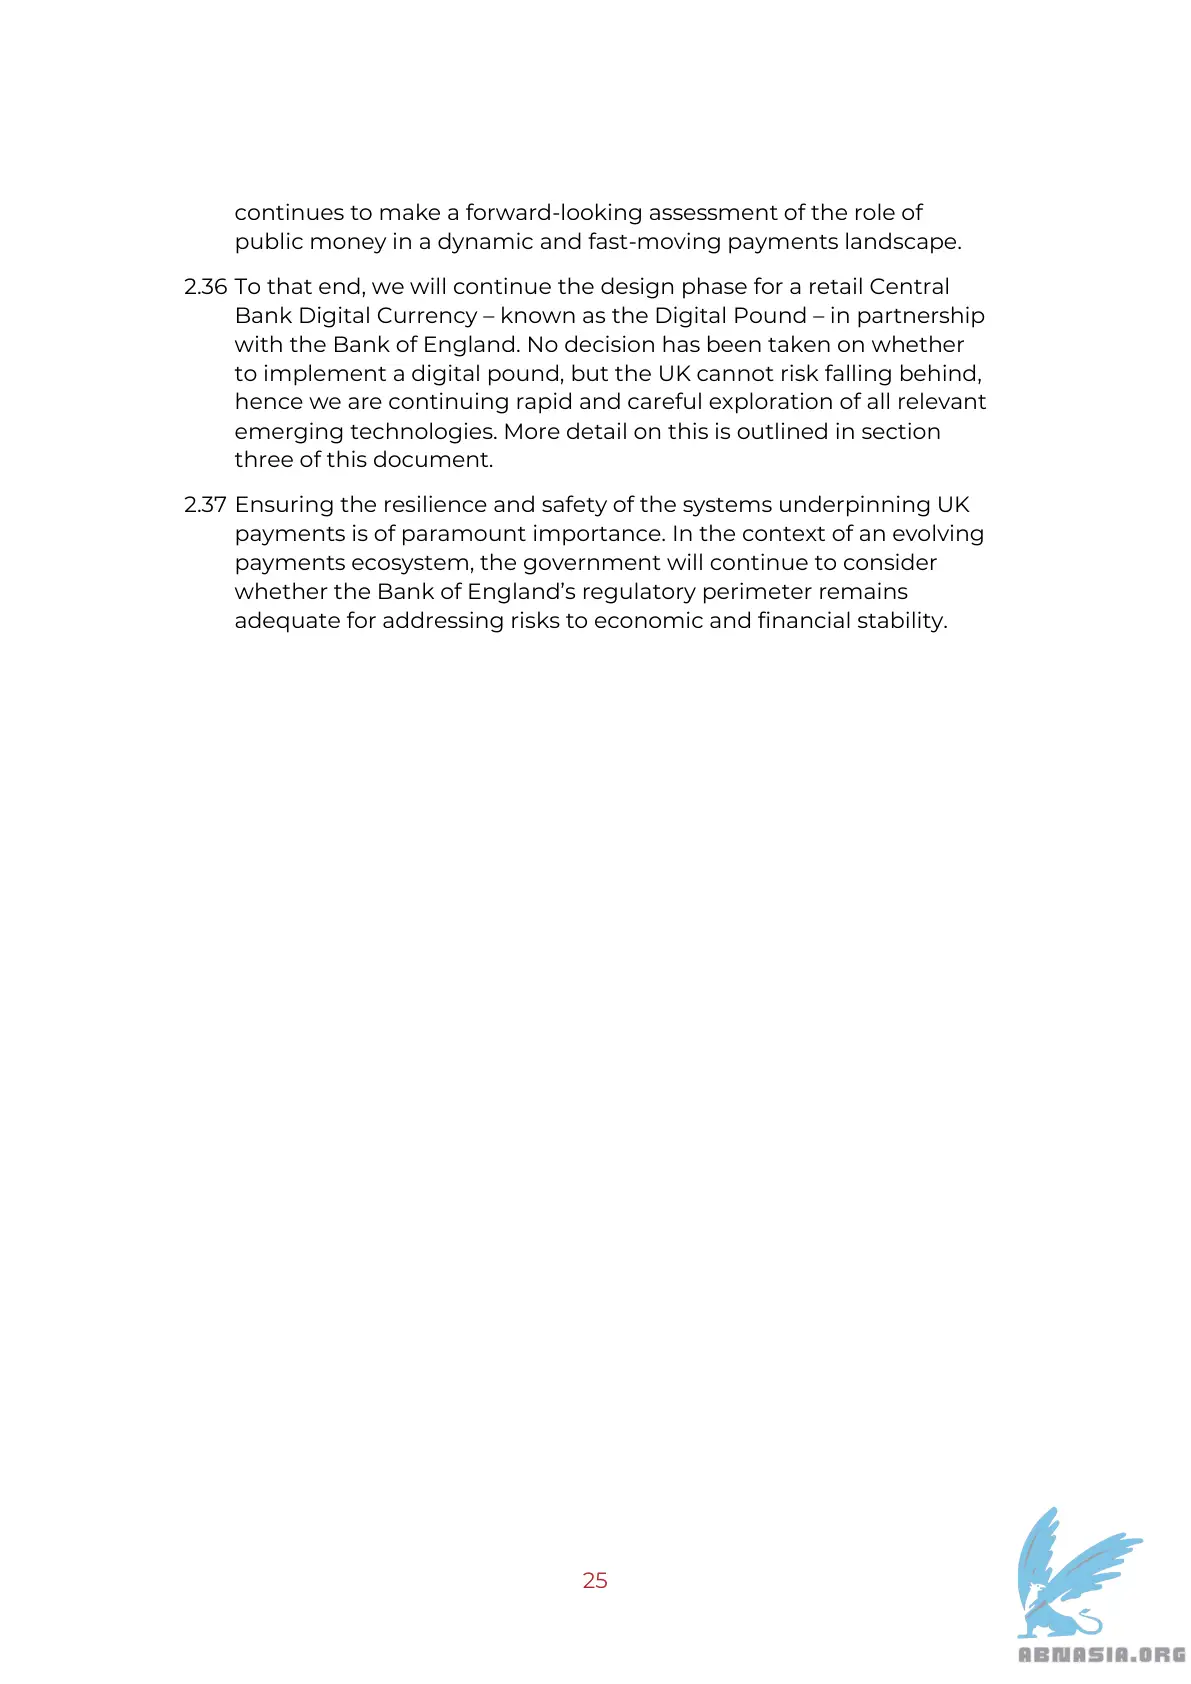 continues to make a forward-looking assessment of the role of
public money in a dynamic and fast-moving payments landscape.
2.36 To that end, we will continue the design phase for a retail Central
Bank Digital Currency – known as the Digital Pound – in partnership
with the Bank of England. No decision has been taken on whether
to implement a digital pound, but the UK cannot risk falling behind,
hence we are continuing rapid and careful exploration of all relevant
emerging technologies. More detail on this is outlined in section
three of this document.
2.37 Ensuring the resilience and safety of the systems underpinning UK
payments is of paramount importance. In the context of an evolving
payments ecosystem, the government will continue to consider
whether the Bank of England’s regulatory perimeter remains
adequate for addressing risks to economic and financial stability.
25
ABNASIA.ORG